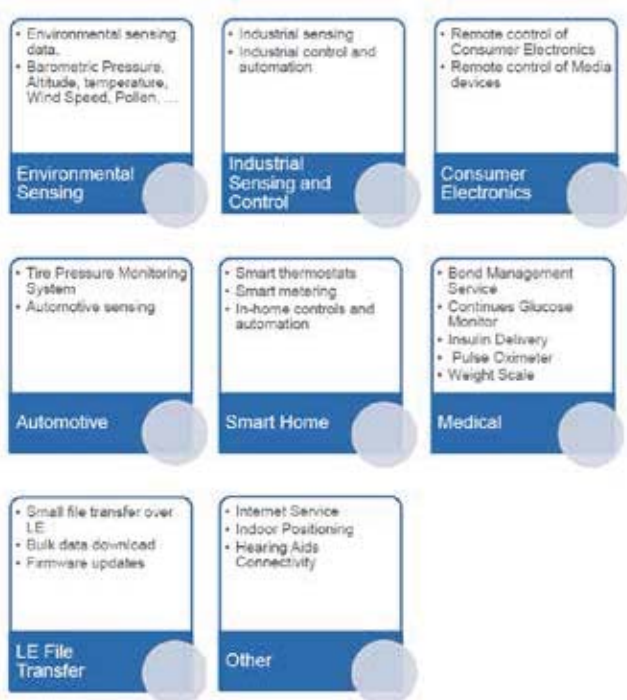 • Environmental sensing
data,
• Barometric Pressure,
Altitude, temperature,
Wind Speed, Pollen, ...
Environmental
Sensing
• Industrial sensing
• Industrial control and
automation
Industrial
Sensing and
Control
• Remote control of
Consumer Electronics
• Remote control of Media
devices
Consumer
Electronics
• Tire Pressure Monitoring
System
• Automotive sensing
Automotive
• Smart thermostats
• Smart metering
• In-home controls and
automation
Smart Home
• Bond Management
Service
• Continues Glucose
Monitor
• Insulin Delivery
• Pulse Oximeter
• Weight Scale
Medical
• Small file transfer over
LE
• Bulk data download
• Firmware updates
LE File
Transfer
• Internet Service
• Indoor Positioning
• Hearing Aids
Connectivity
Other